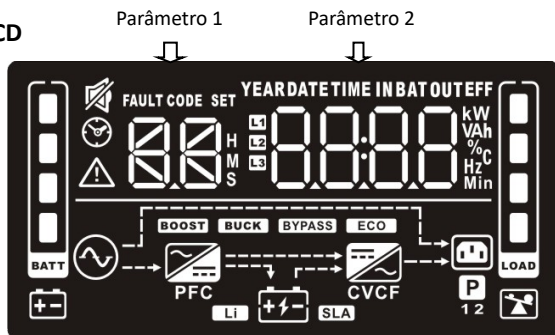 Parâmetro 1 Parâmetro 2
CD
FAULT CODE SET YEAR DATE TIME IN BAT OUT EFF
L1 kW
H L2 VAh
M L3 % °C
S Hz
Min
BOOST BUCK BYPASS ECO
BATT LOAD
PFC CVCF P
Li SLA 1 2